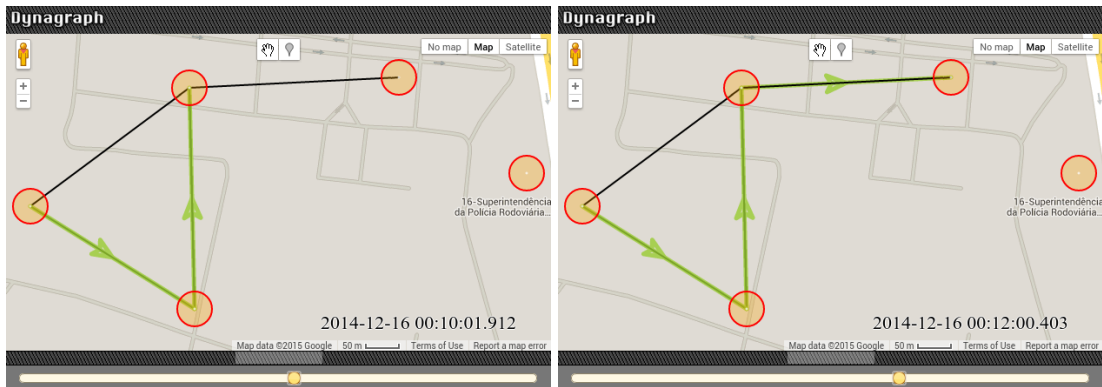 Dynagraph
No map Map Satellite
+
−
16-Superintendência
da Polícia Rodoviária...
2014-12-16 00:10:01.912
Map data ©2015 Google 50 m Terms of Use Report a map error
Dynagraph
No map Map Satellite
+
−
16-Superintendência
da Polícia Rodoviária...
2014-12-16 00:12:00.403
Map data ©2015 Google 50 m Terms of Use Report a map error